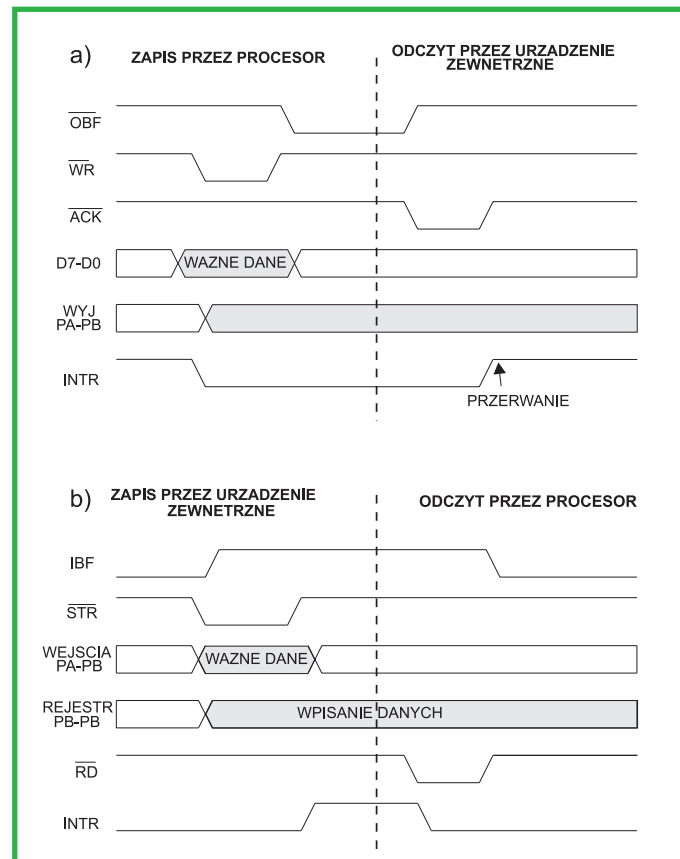 a)
ZAPIS PRZEZ PROCESOR
ODCZYT PRZEZ URZADZENIE
ZEWNETRZNE
OBF
WR
ACK
D7-D0
WAZNE DANE
WYJ
PA-PB
INTR
PRZERWANIE
b)
ZAPIS PRZEZ URZADZENIE
ZEWNETRZNE
ODCZYT PRZEZ PROCESOR
IBF
STR
WEJSCIA
PA-PB
WAZNE DANE
REJESTR
PB-PB
WPISANIE DANYCH
RD
INTR